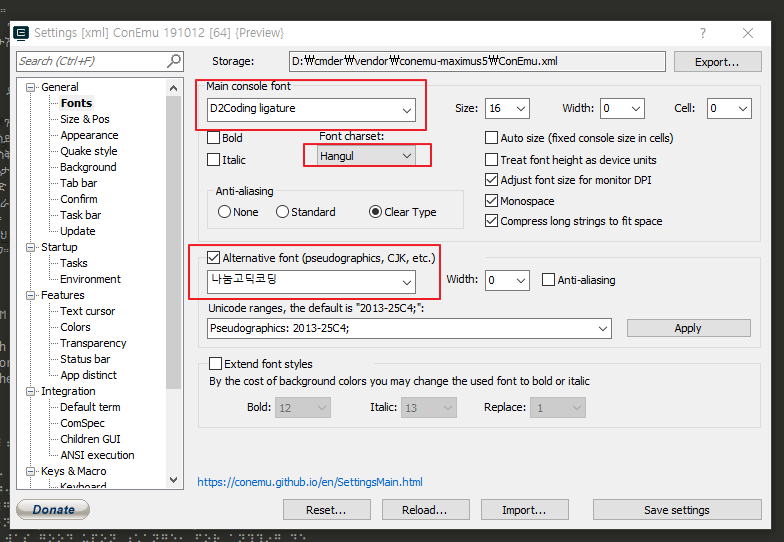 Settings [xml] ConEmu 191012 [64] {Preview}
Search (Ctrl+F)
Storage: D:₩cmder₩vendor₩conemu-maximus5₩ConEmu.xml Export...
General
Fonts
Size & Pos
Appearance
Quake style
Background
Tab bar
Confirm
Task bar
Update
Startup
Tasks
Environment
Features
Text cursor
Colors
Transparency
Status bar
App distinct
Integration
Default term
ComSpec
Children GUI
ANSI execution
Keys & Macro
Keyboard
Main console font
D2Coding ligature
Size: 16 Width: 0 Cell: 0
Bold
Italic
Font charset:
Hangul
Auto size (fixed console size in cells)
Treat font height as device units
Adjust font size for monitor DPI
Monospace
Compress long strings to fit space
Anti-aliasing
None Standard Clear Type
Alternative font (pseudographics, CJK, etc.)
나눔고딕코딩
Width: 0 Anti-aliasing
Unicode ranges, the default is "2013-25C4;":
Pseudographics: 2013-25C4; Apply
Extend font styles
By the cost of background colors you may change the used font to bold or italic
Bold: 12 Italic: 13 Replace: 1
https://conemu.github.io/en/SettingsMain.html
Donate Reset... Reload... Import... Save settings